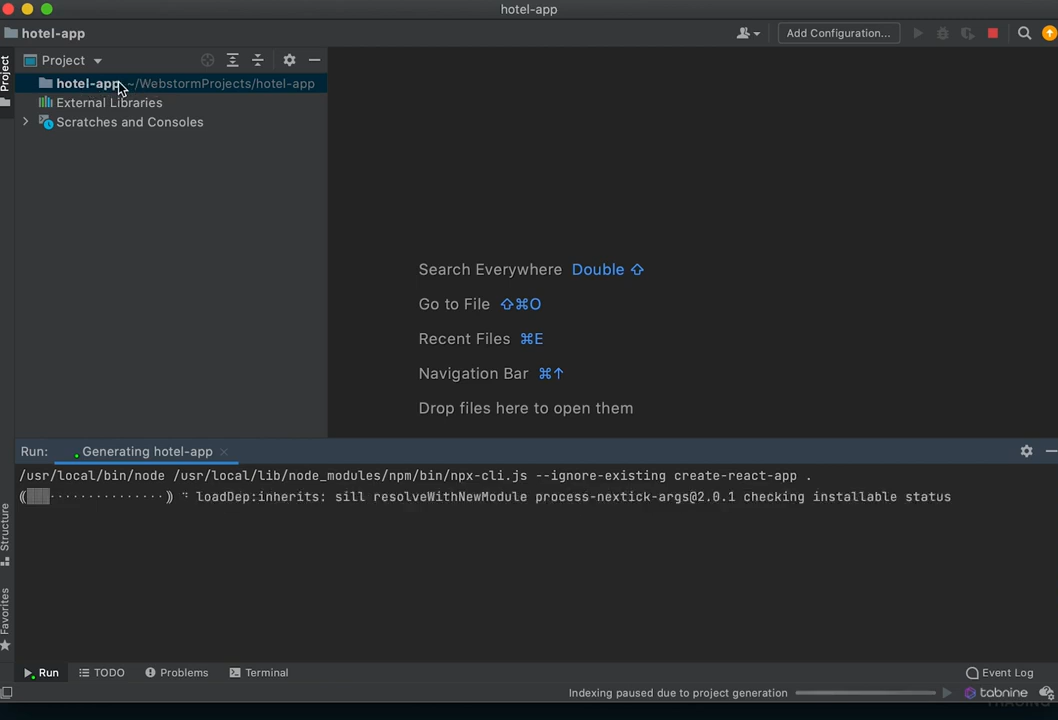 hotel-app
hotel-app
Add Configuration...
Project
Project
hotel-app ~/WebstormProjects/hotel-app
External Libraries
Scratches and Consoles
Search Everywhere Double ⇧
Go to File ⇧⌘O
Recent Files ⌘E
Navigation Bar ⌘↑
Drop files here to open them
Run: Generating hotel-app
/usr/local/bin/node /usr/local/lib/node_modules/npm/bin/npx-cli.js --ignore-existing create-react-app .
loadDep:inherits: sill resolveWithNewModule process-nextick-args@2.0.1 checking installable status
Structure
Favorites
Run TODO Problems Terminal Event Log
Indexing paused due to project generation tabnine